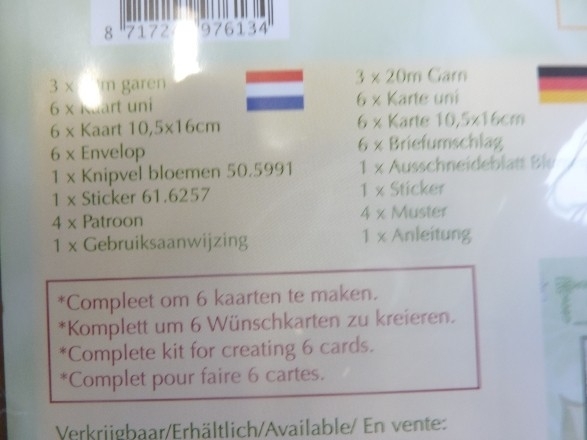 8 71724 976134
3 x m garen
6 x Kaart uni
6 x Kaart 10,5x16cm
6 x Envelop
1 x Knipvel bloemen 50.5991
1 x Sticker 61.6257
4 x Patroon
1 x Gebruiksaanwijzing
3 x 20m Garn
6 x Karte uni
6 x Karte 10,5x16cm
6 x Briefumschlag
1 x Ausschneideblatt
1 x Sticker
4 x Muster
1 x Anleitung
*Compleet om 6 kaarten te maken.
*Komplett um 6 Wünschkarten zu kreieren.
*Complete kit for creating 6 cards.
*Complet pour faire 6 cartes.
Verkrijgbaar/Erhältlich/Available/ En vente: